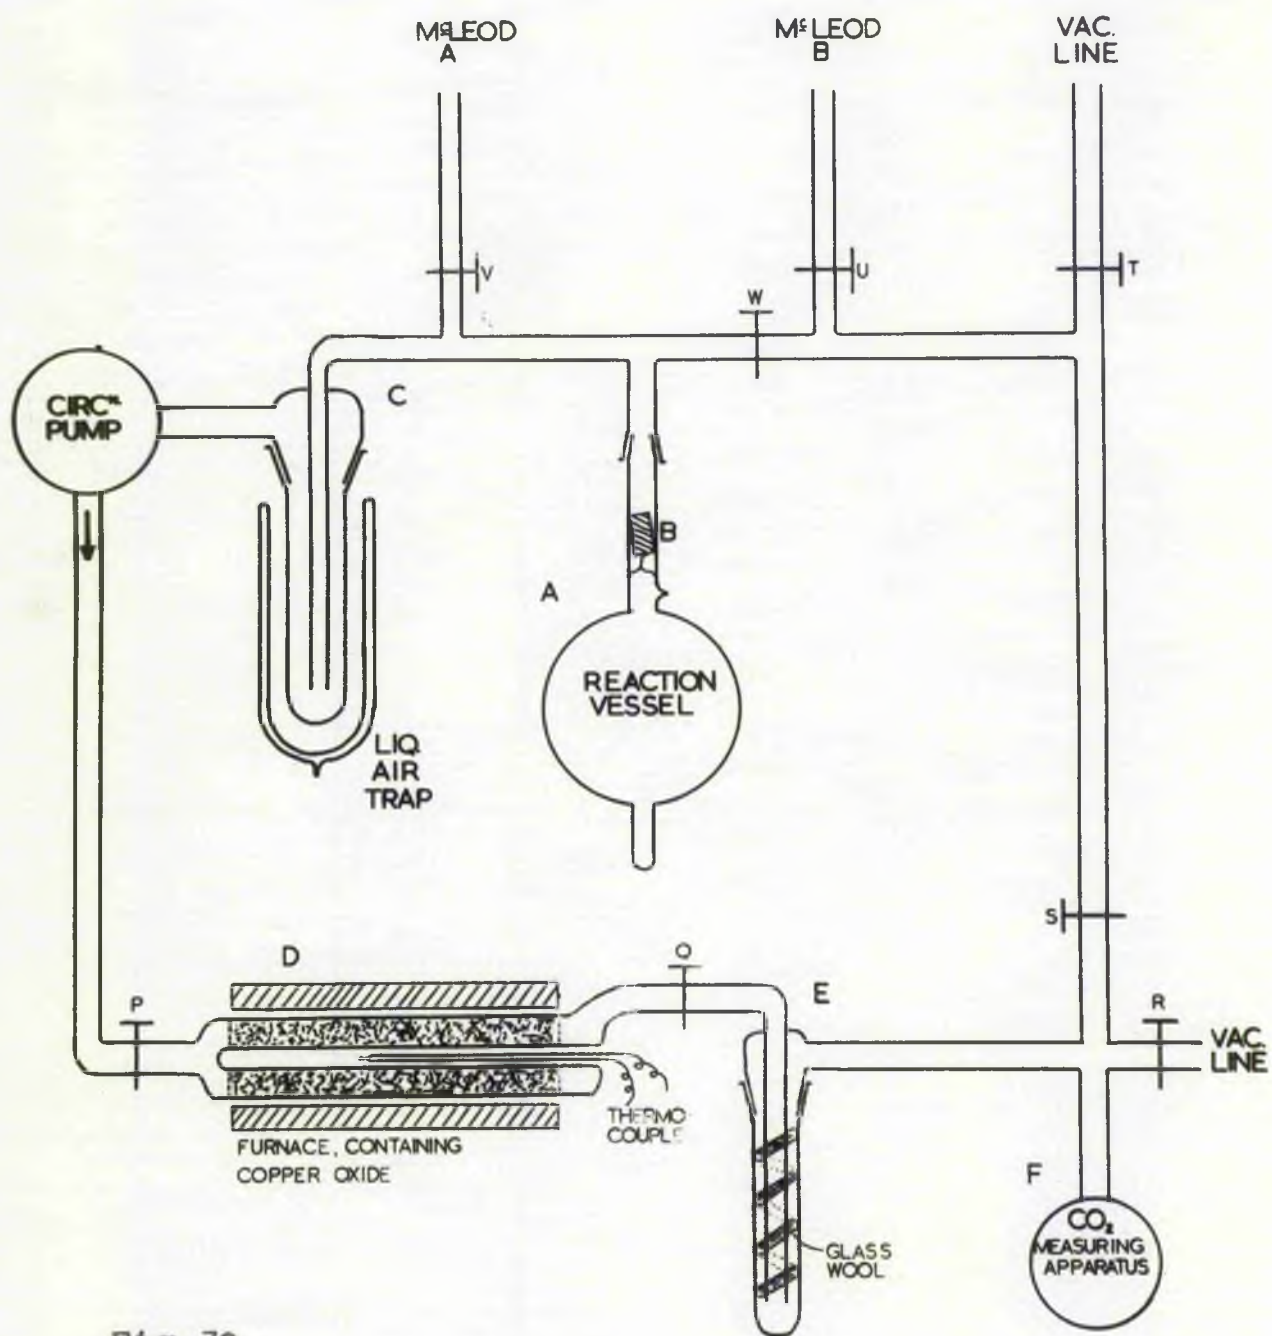 McLEOD
A
McLEOD
B
VAC.
LINE
V
U
T
W
C
CIRCN.
PUMP
B
A
REACTION
VESSEL
LIQ.
AIR
TRAP
S
D
Q
E
P
R
VAC.
LINE
THERMO
COUPLE
FURNACE, CONTAINING
COPPER OXIDE
F
CO₂
MEASURING
APPARATUS
GLASS
WOOL